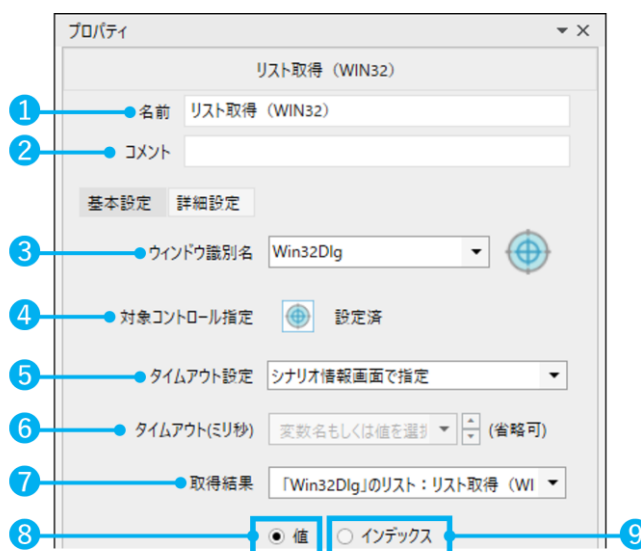 プロパティ
リスト取得（WIN32）
1 名前 リスト取得（WIN32）
2 コメント
基本設定 詳細設定
3 ウィンドウ識別名 Win32Dlg
4 対象コントロール指定 設定済
5 タイムアウト設定 シナリオ情報画面で指定
6 タイムアウト(ミリ秒) 変数名もしくは値を選択 (省略可)
7 取得結果 「Win32Dlg」のリスト：リスト取得（WI
8 値 インデックス 9